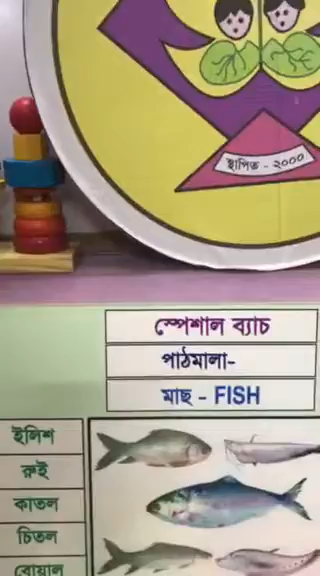 স্থাপিত - ২০০০
স্পেশাল ব্যাচ
পাঠমালা-
মাছ - FISH
ইলিশ
রুই
কাতল
চিতল
বোয়াল